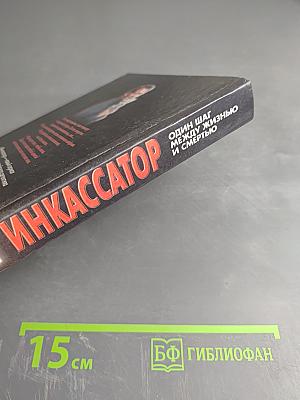 ИНКАССАТОР
ОДИН ШАГ
МЕЖДУ ЖИЗНЬЮ
И СМЕРТЬЮ
15 см
БФ ГИБЛИОФАН